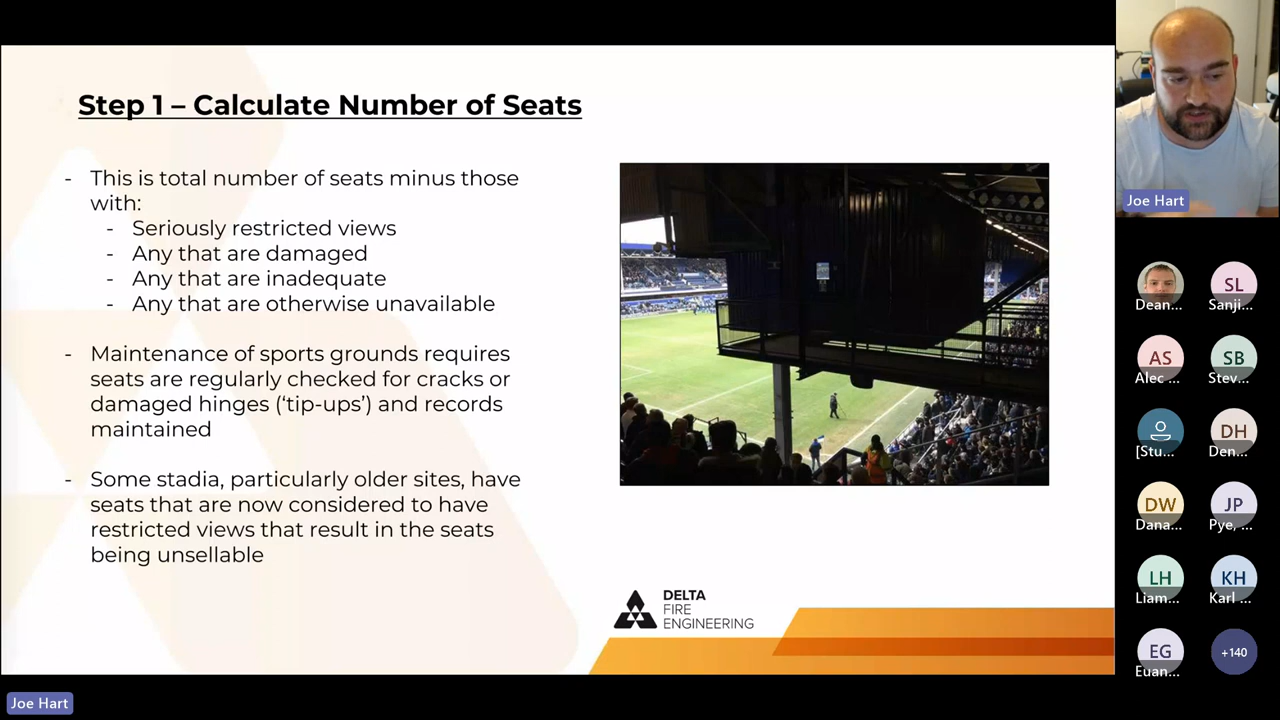 Step 1 – Calculate Number of Seats
- This is total number of seats minus those
with:
- Seriously restricted views
- Any that are damaged
- Any that are inadequate
- Any that are otherwise unavailable
- Maintenance of sports grounds requires
seats are regularly checked for cracks or
damaged hinges (‘tip-ups’) and records
maintained
- Some stadia, particularly older sites, have
seats that are now considered to have
restricted views that result in the seats
being unsellable
DELTA
FIRE
ENGINEERING
Joe Hart
Joe Hart
SL
Dean...
Sanji...
AS
SB
Alec ...
Stev...
DH
[Stu...
Den...
DW
JP
Dana...
Pye, ...
LH
KH
Liam...
Karl ...
EG
+140
Euan...